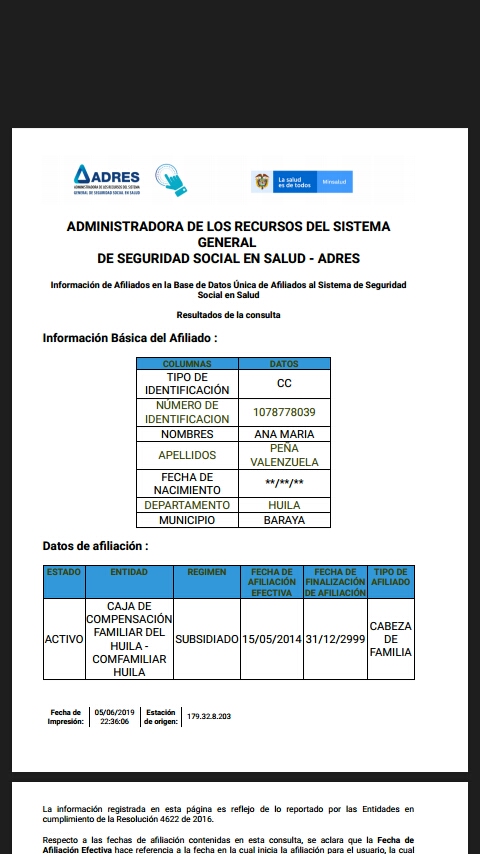 ADRES
ADMINISTRADORA DE LOS RECURSOS DEL SISTEMA
GENERAL DE SEGURIDAD SOCIAL EN SALUD
La salud
es de todos
Minsalud
ADMINISTRADORA DE LOS RECURSOS DEL SISTEMA
GENERAL
DE SEGURIDAD SOCIAL EN SALUD - ADRES
Información de Afiliados en la Base de Datos Única de Afiliados al Sistema de Seguridad
Social en Salud
Resultados de la consulta
Información Básica del Afiliado :
COLUMNAS DATOS
TIPO DE
IDENTIFICACIÓN CC
NÚMERO DE
IDENTIFICACION 1078778039
NOMBRES ANA MARIA
APELLIDOS PEÑA
VALENZUELA
FECHA DE
NACIMIENTO **/**/**
DEPARTAMENTO HUILA
MUNICIPIO BARAYA
Datos de afiliación :
ESTADO ENTIDAD REGIMEN FECHA DE
AFILIACIÓN
EFECTIVA FECHA DE
FINALIZACIÓN
DE AFILIACIÓN TIPO DE
AFILIADO
ACTIVO CAJA DE
COMPENSACIÓN
FAMILIAR DEL
HUILA -
COMFAMILIAR
HUILA SUBSIDIADO 15/05/2014 31/12/2999 CABEZA
DE
FAMILIA
Fecha de
Impresión: 05/06/2019
22:36:06 Estación
de origen: 179.32.8.203
La información registrada en esta página es reflejo de lo reportado por las Entidades en
cumplimiento de la Resolución 4622 de 2016.
Respecto a las fechas de afiliación contenidas en esta consulta, se aclara que la Fecha de
Afiliación Efectiva hace referencia a la fecha en la cual inicia la afiliación para el usuario, la cual